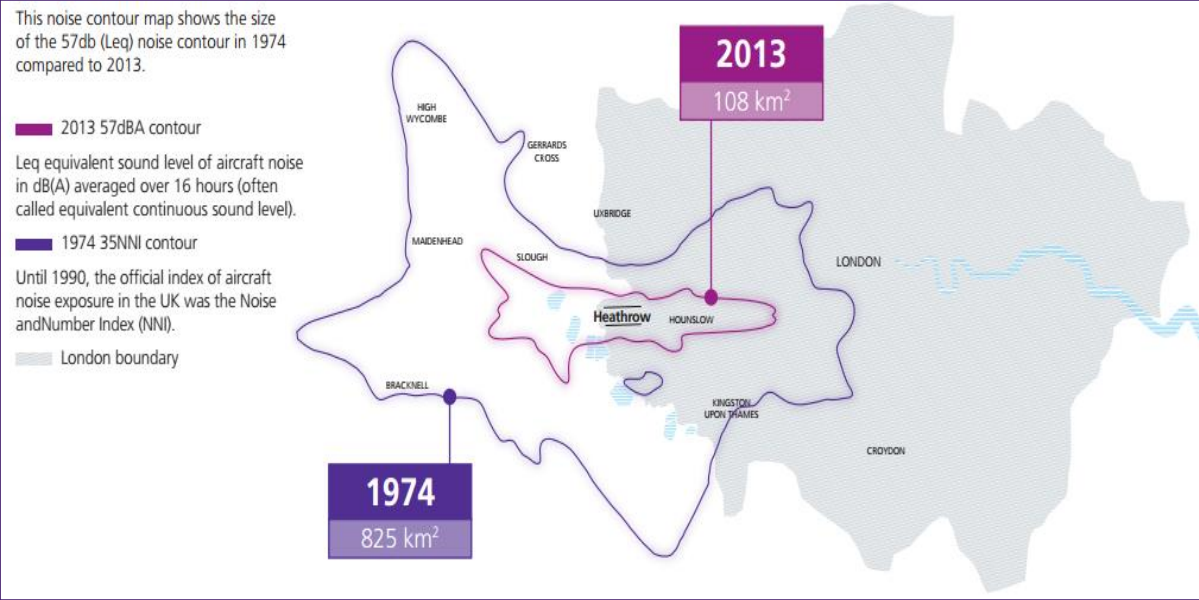 This noise contour map shows the size
of the 57db (Leq) noise contour in 1974
compared to 2013.
2013 57dBA contour
Leq equivalent sound level of aircraft noise
in dB(A) averaged over 16 hours (often
called equivalent continuous sound level).
1974 35NNI contour
Until 1990, the official index of aircraft
noise exposure in the UK was the Noise
andNumber Index (NNI).
London boundary
2013
108 km²
HIGH
WYCOMBE
GERRARDS
CROSS
UXBRIDGE
MAIDENHEAD
SLOUGH
LONDON
Heathrow
HOUNSLOW
BRACKNELL
KINGSTON
UPON THAMES
CROYDON
1974
825 km²